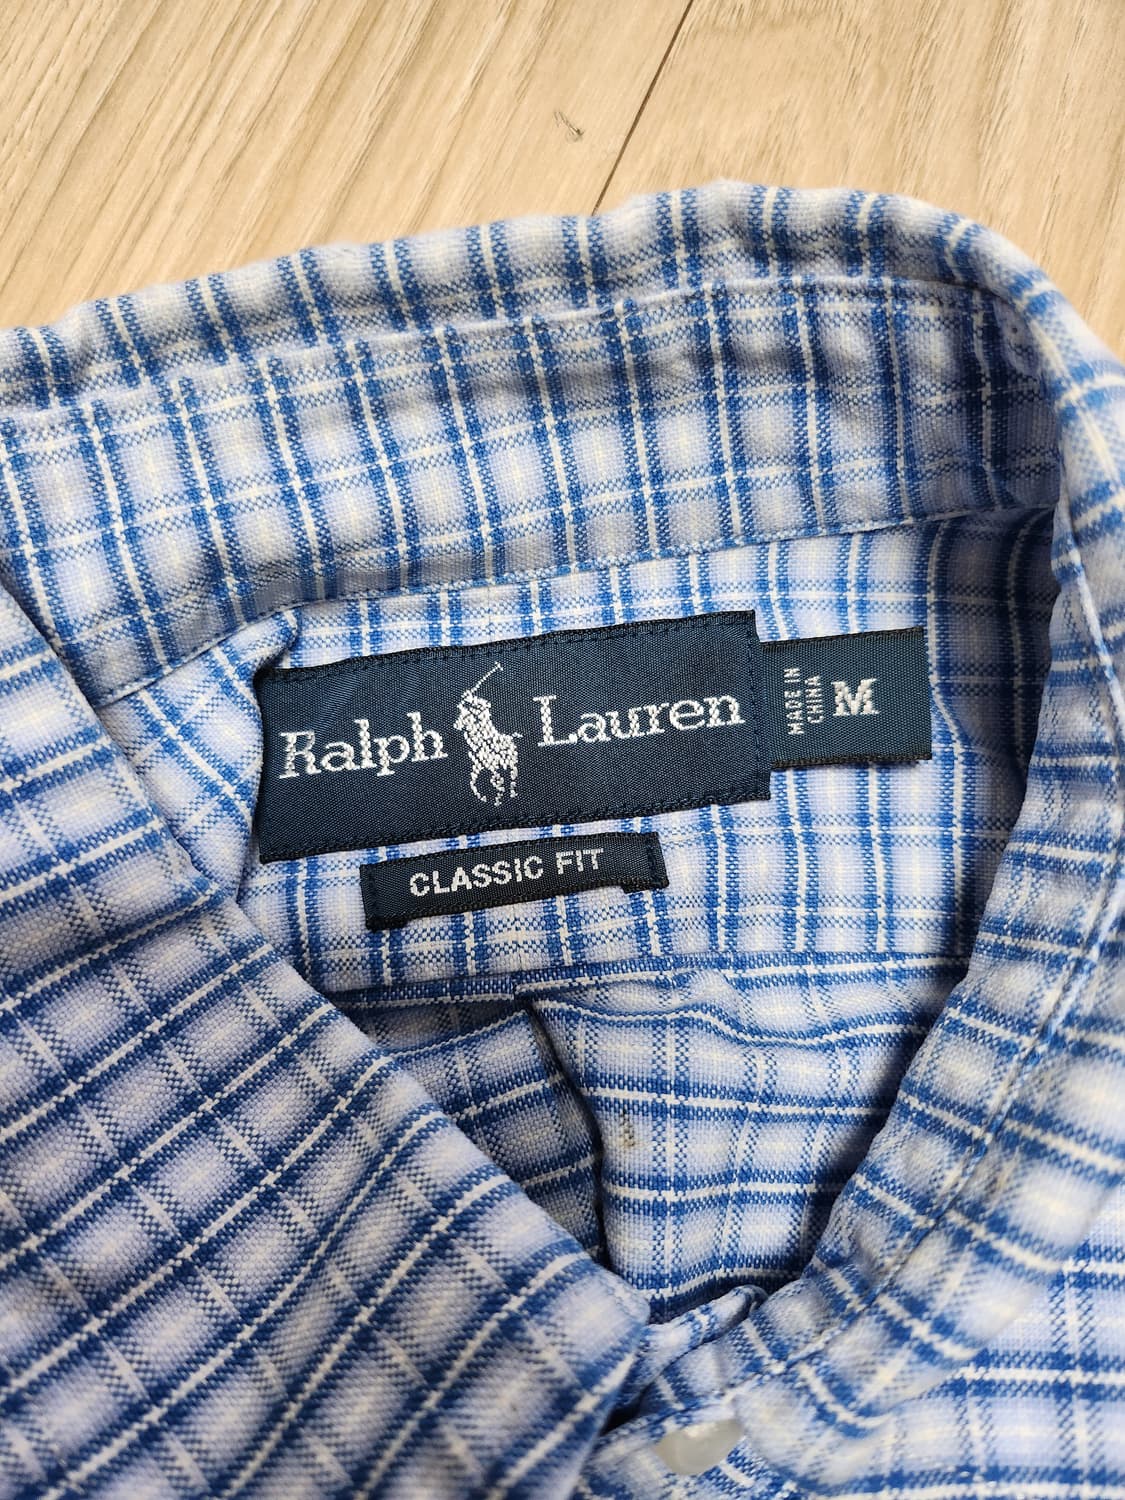 Ralph Lauren
MADE IN
CHINA
M
CLASSIC FIT